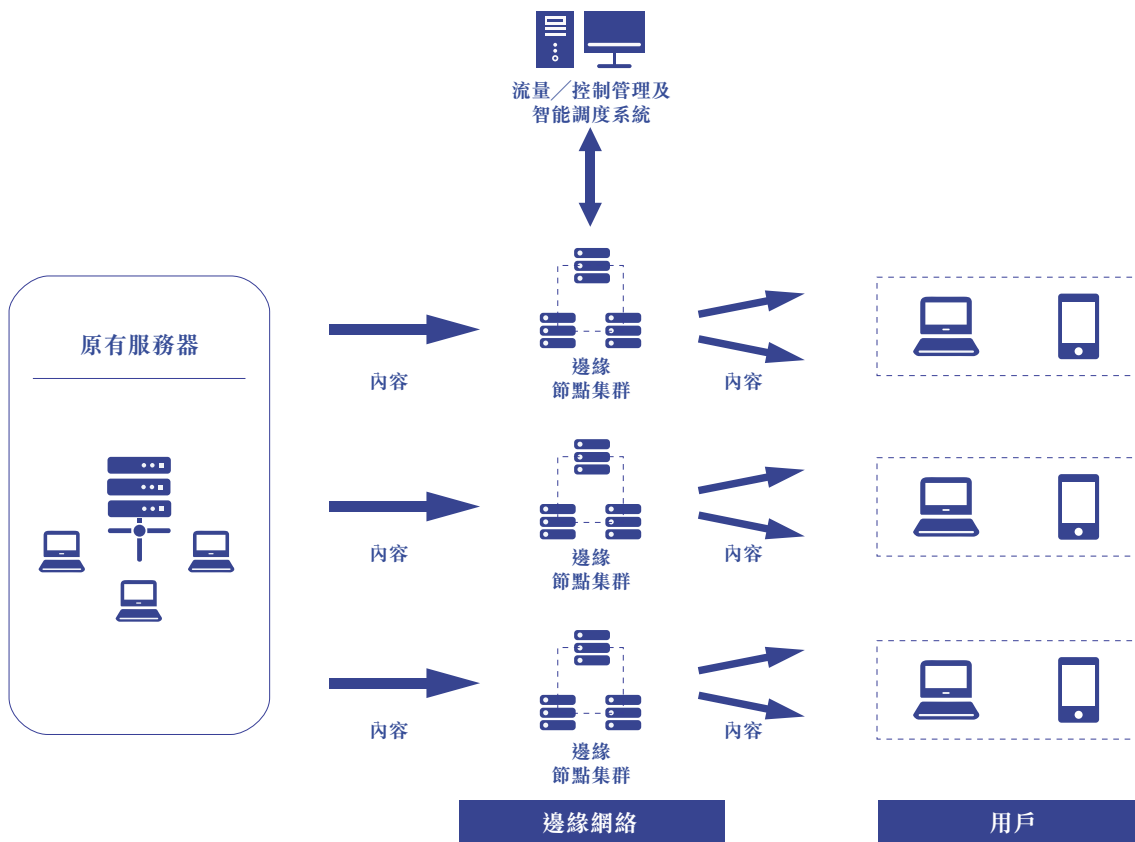 流量／控制管理及
智能調度系統
原有服務器
內容
邊緣
節點集群
內容
內容
邊緣
節點集群
內容
內容
邊緣
節點集群
內容
邊緣網絡
用戶